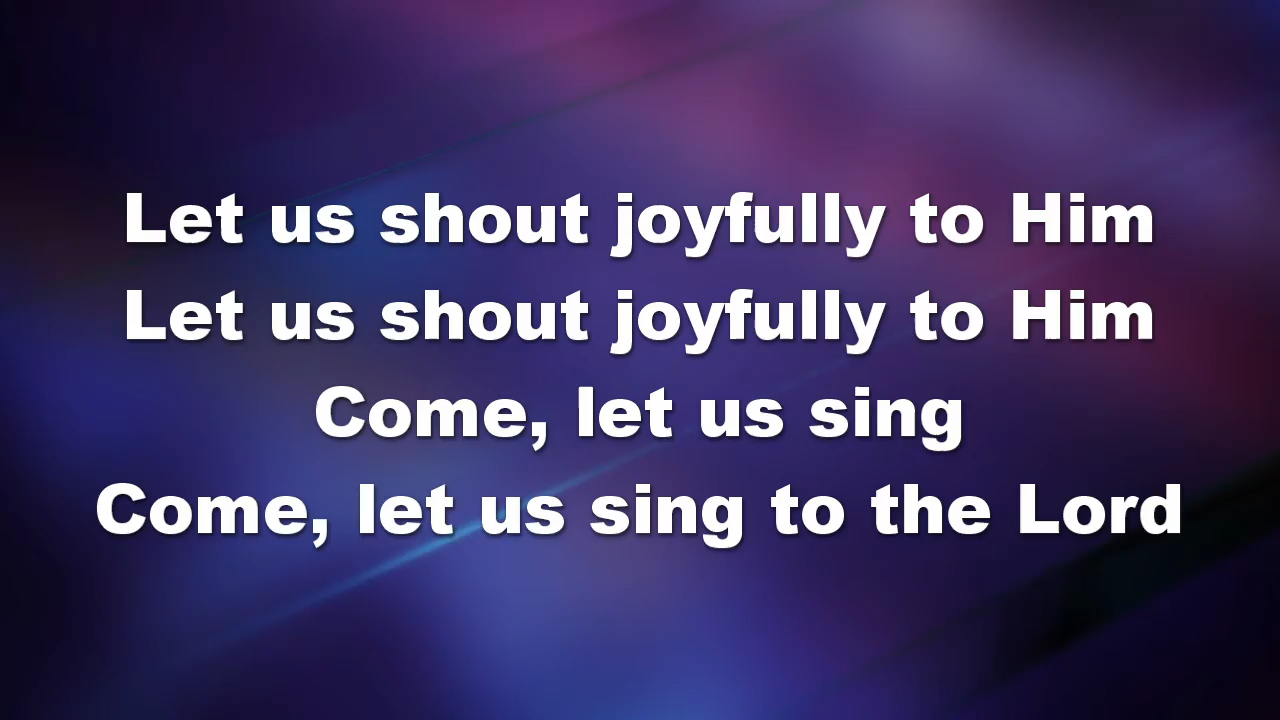 Let us shout joyfully to Him
Let us shout joyfully to Him
Come, let us sing
Come, let us sing to the Lord